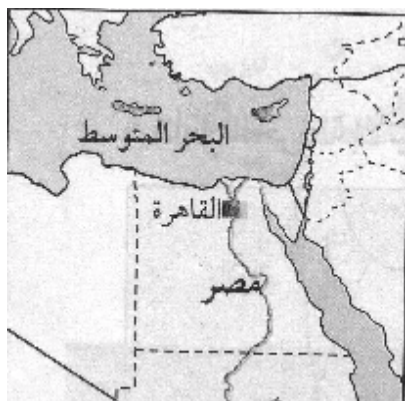 البحر المتوسط
القاهرة
مصر